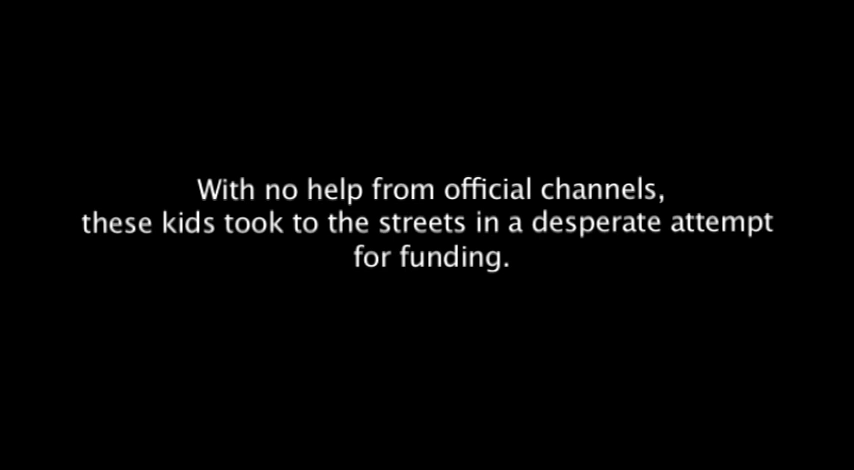 With no help from official channels,
these kids took to the streets in a desperate attempt
for funding.